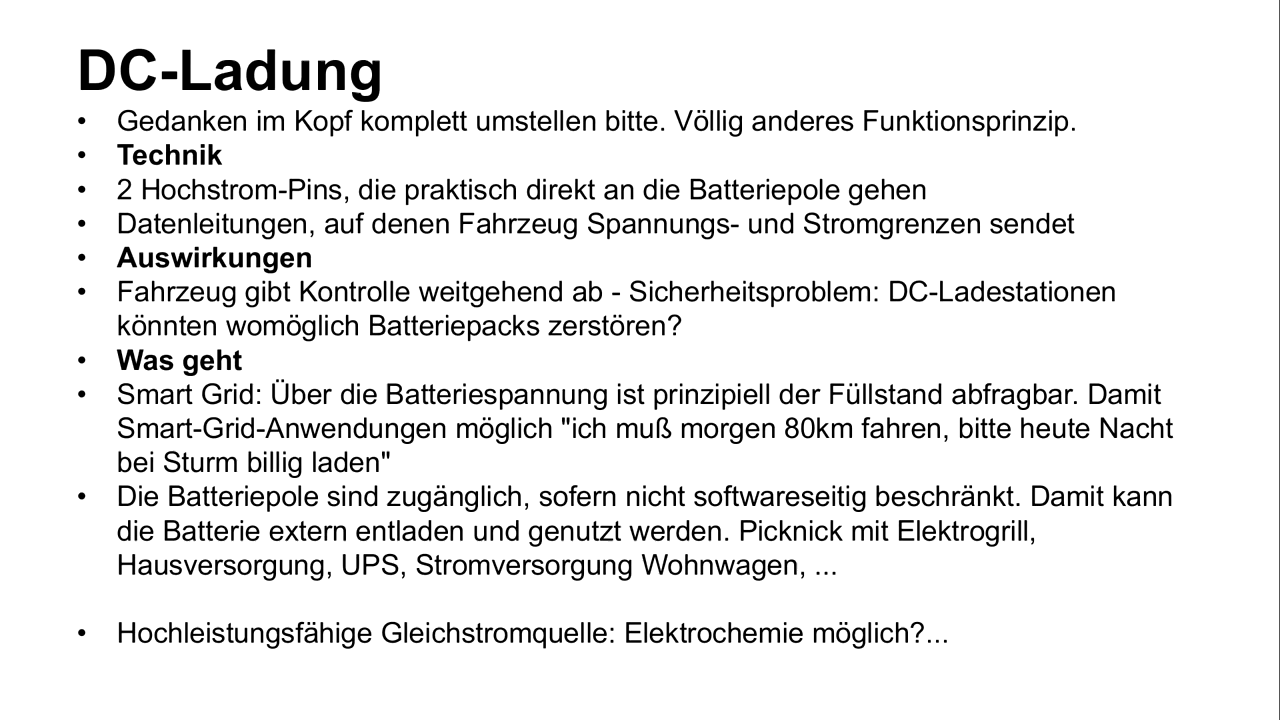 DC-Ladung
• Gedanken im Kopf komplett umstellen bitte. Völlig anderes Funktionsprinzip.
• Technik
• 2 Hochstrom-Pins, die praktisch direkt an die Batteriepole gehen
• Datenleitungen, auf denen Fahrzeug Spannungs- und Stromgrenzen sendet
• Auswirkungen
• Fahrzeug gibt Kontrolle weitgehend ab - Sicherheitsproblem: DC-Ladestationen
könnten womöglich Batteriepacks zerstören?
• Was geht
• Smart Grid: Über die Batteriespannung ist prinzipiell der Füllstand abfragbar. Damit
Smart-Grid-Anwendungen möglich "ich muß morgen 80km fahren, bitte heute Nacht
bei Sturm billig laden"
• Die Batteriepole sind zugänglich, sofern nicht softwareseitig beschränkt. Damit kann
die Batterie extern entladen und genutzt werden. Picknick mit Elektrogrill,
Hausversorgung, UPS, Stromversorgung Wohnwagen, ...
• Hochleistungsfähige Gleichstromquelle: Elektrochemie möglich?...